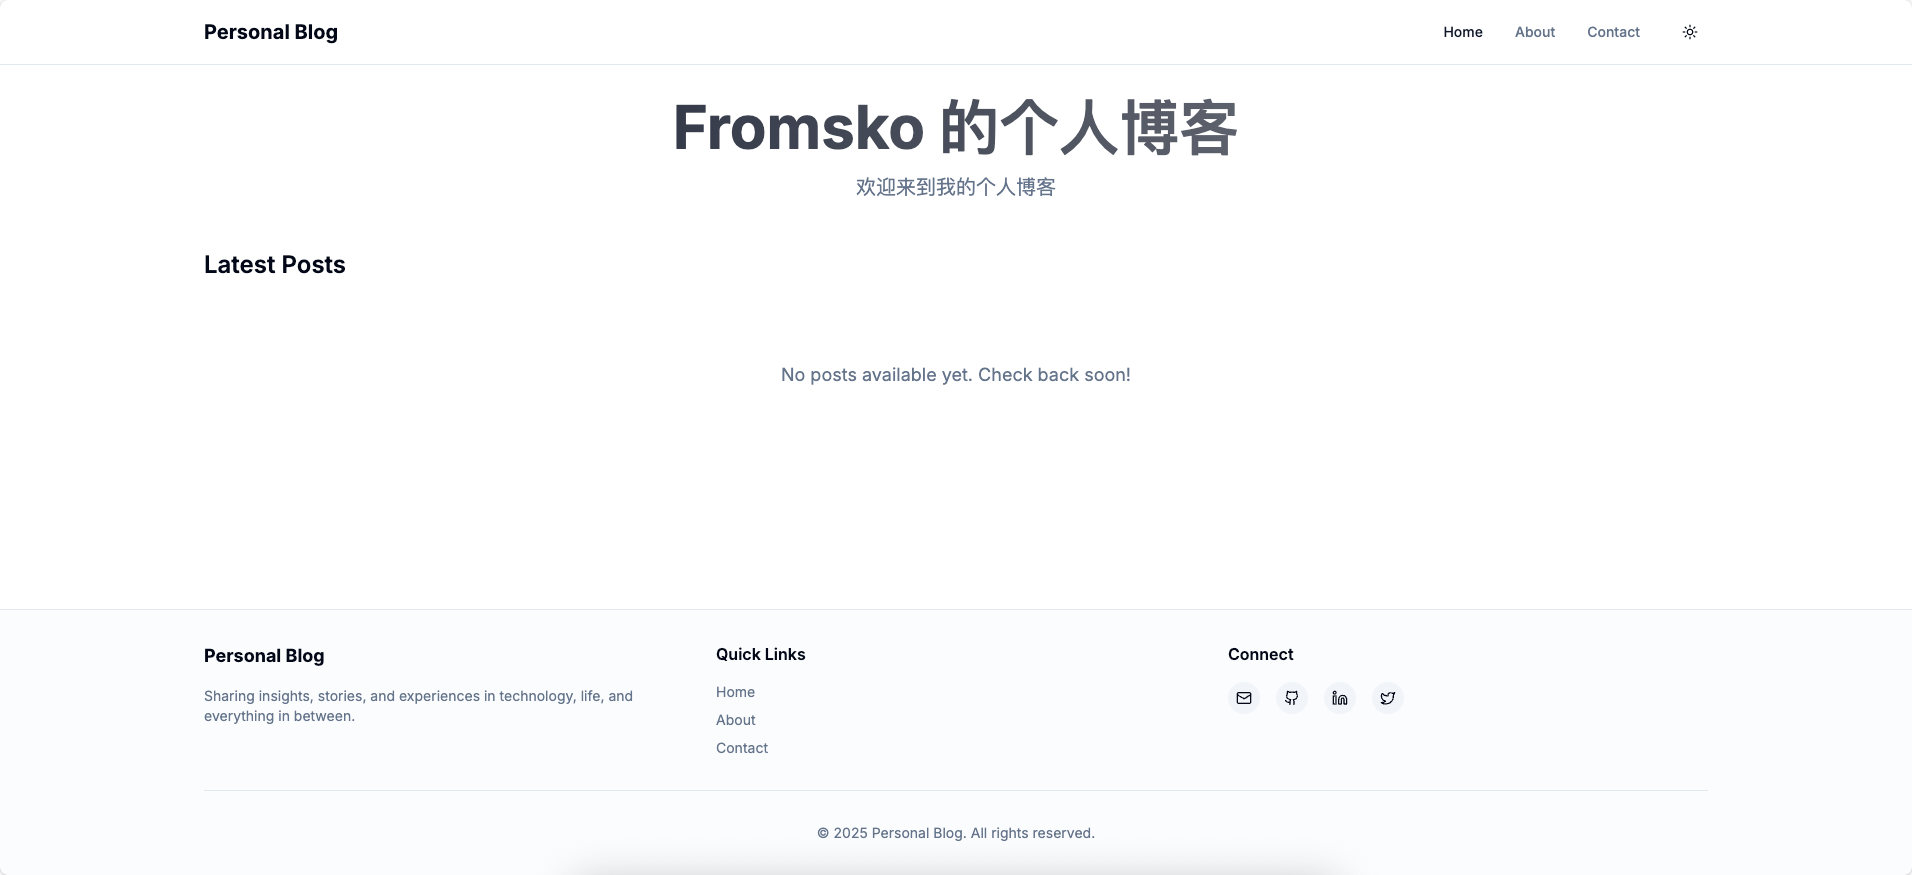 Personal Blog
Home
About
Contact
Fromsko 的个人博客
欢迎来到我的个人博客
Latest Posts
No posts available yet. Check back soon!
Personal Blog
Sharing insights, stories, and experiences in technology, life, and
everything in between.
Quick Links
Home
About
Contact
Connect
© 2025 Personal Blog. All rights reserved.